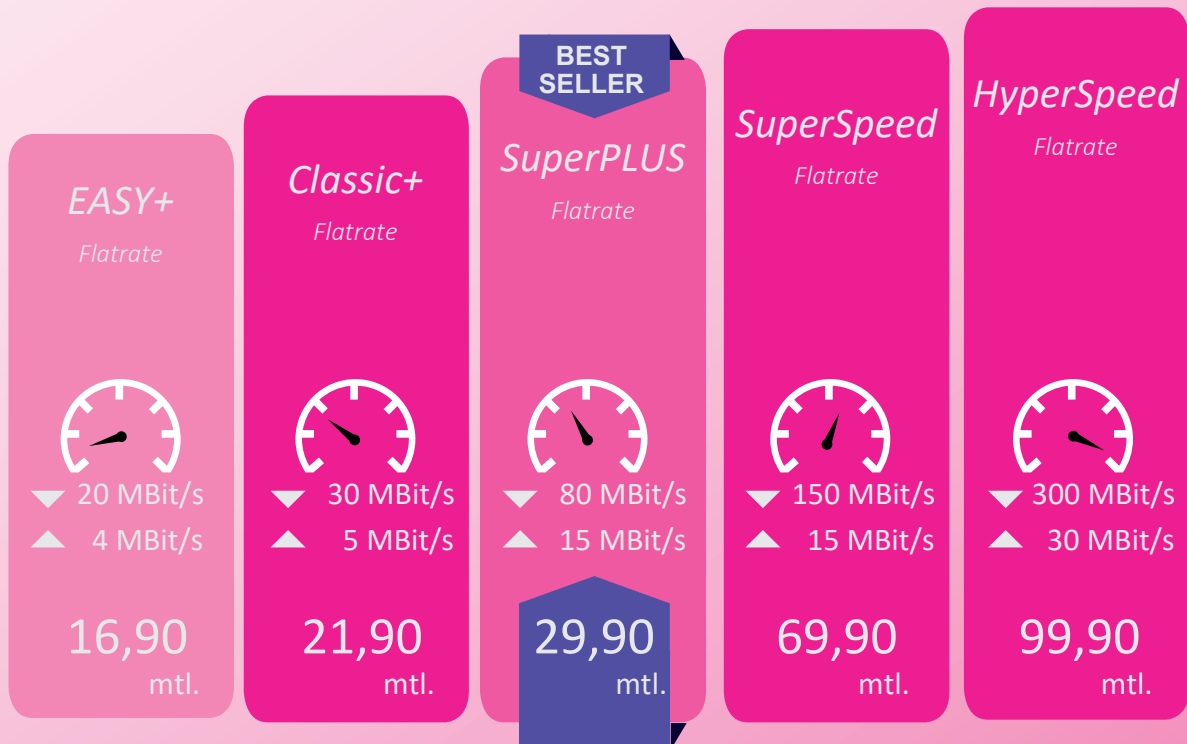 EASY+
Flatrate
20 MBit/s
4 MBit/s
16,90
mtl.
Classic+
Flatrate
30 MBit/s
5 MBit/s
21,90
mtl.
BEST
SELLER
SuperPLUS
Flatrate
80 MBit/s
15 MBit/s
29,90
mtl.
SuperSpeed
Flatrate
150 MBit/s
15 MBit/s
69,90
mtl.
HyperSpeed
Flatrate
300 MBit/s
30 MBit/s
99,90
mtl.